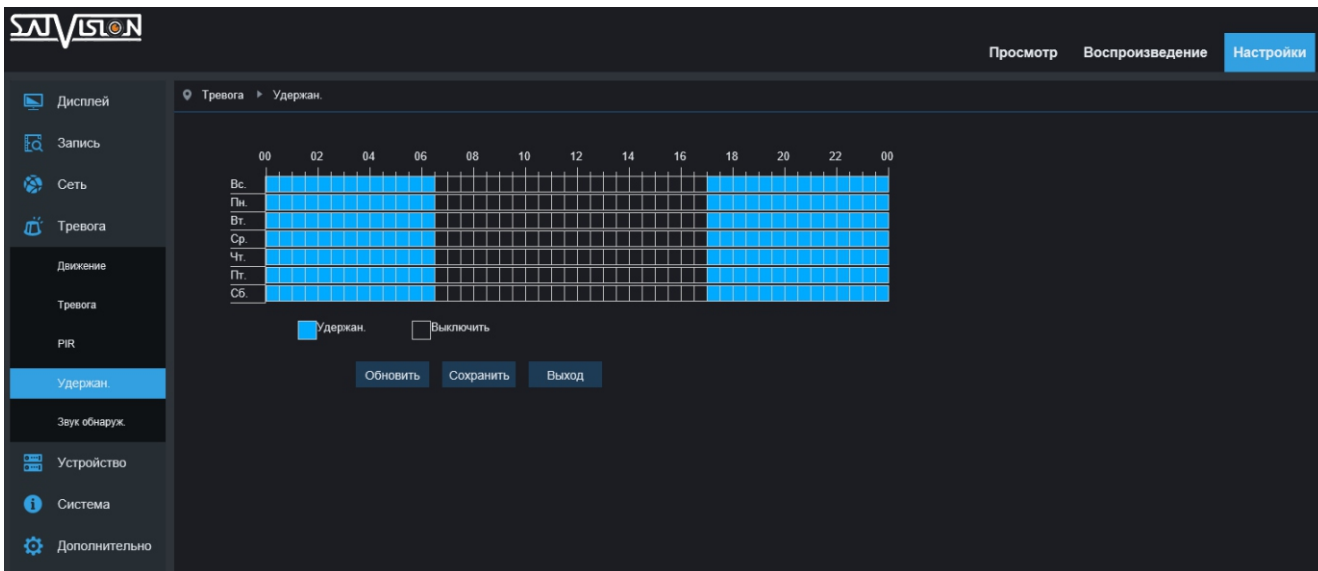 SATVISION
Просмотр Воспроизведение Настройки
Дисплей
Запись
Сеть
Тревога
Движение
Тревога
PIR
Удержан.
Звук обнаруж.
Устройство
Система
Дополнительно
Тревога Удержан.
00 02 04 06 08 10 12 14 16 18 20 22 00
Вс.
Пн.
Вт.
Ср.
Чт.
Пт.
Сб.
Удержан. Выключить
Обновить Сохранить Выход